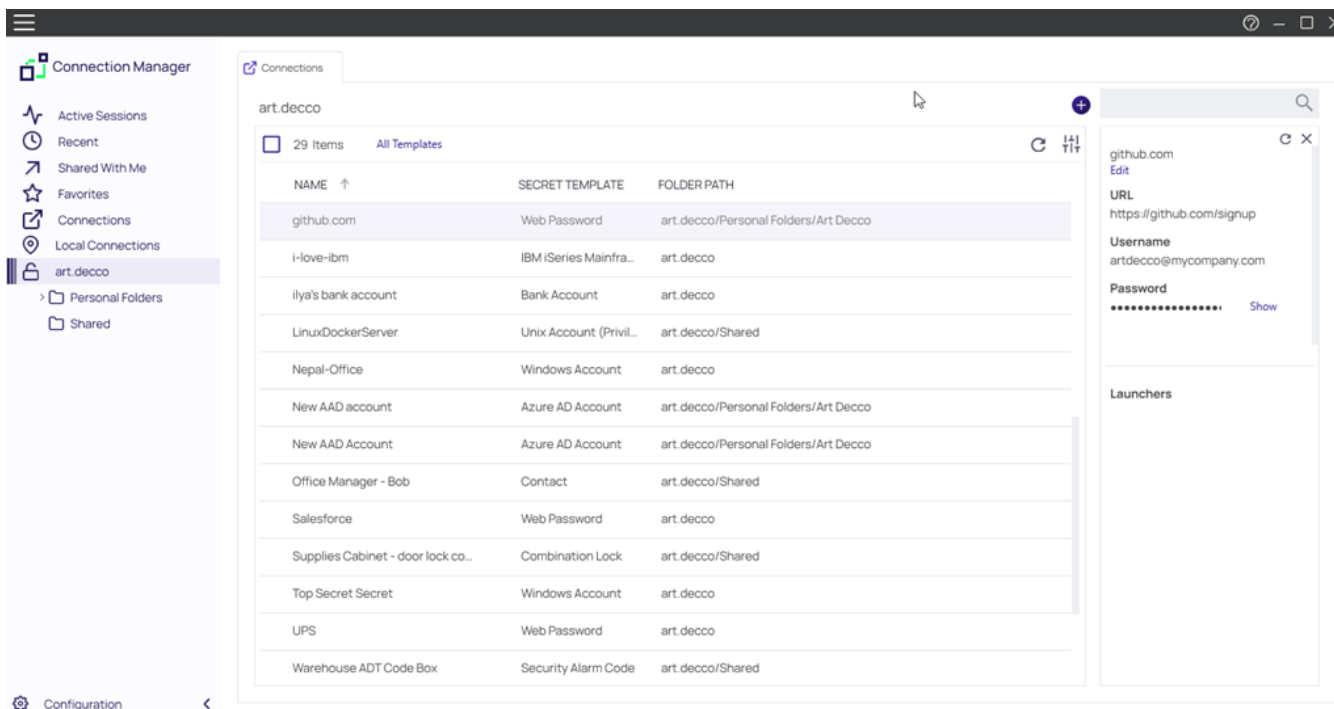 Connection Manager
Active Sessions
Recent
Shared With Me
Favorites
Connections
Local Connections
art.decco
Personal Folders
Shared
Configuration
Connections
art.decco
29 Items All Templates
NAME SECRET TEMPLATE FOLDER PATH
github.com Web Password art.decco/Personal Folders/Art Decco
i-love-ibm IBM iSeries Mainfra... art.decco
ilya's bank account Bank Account art.decco
LinuxDockerServer Unix Account (Privil... art.decco/Shared
Nepal-Office Windows Account art.decco
New AAD account Azure AD Account art.decco/Personal Folders/Art Decco
New AAD Account Azure AD Account art.decco/Personal Folders/Art Decco
Office Manager - Bob Contact art.decco/Shared
Salesforce Web Password art.decco
Supplies Cabinet - door lock co... Combination Lock art.decco/Shared
Top Secret Secret Windows Account art.decco
UPS Web Password art.decco
Warehouse ADT Code Box Security Alarm Code art.decco/Shared
github.com
Edit
URL
https://github.com/signup
Username
artdecco@mycompany.com
Password
Show
Launchers